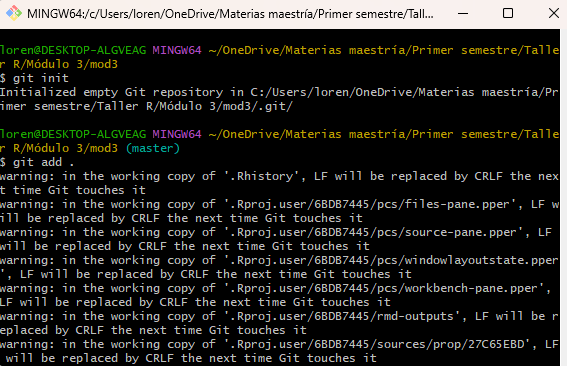 MINGW64:/c/Users/loren/OneDrive/Materias maestría/Primer semestre/Tall...
loren@DESKTOP-ALGVEAG MINGW64 ~/OneDrive/Materias maestría/Primer semestre/Talle
r R/Módulo 3/mod3
$ git init
Initialized empty Git repository in C:/Users/loren/OneDrive/Materias maestría/Pr
imer semestre/Taller R/Módulo 3/mod3/.git/
loren@DESKTOP-ALGVEAG MINGW64 ~/OneDrive/Materias maestría/Primer semestre/Talle
r R/Módulo 3/mod3 (master)
$ git add .
warning: in the working copy of '.Rhistory', LF will be replaced by CRLF the nex
t time Git touches it
warning: in the working copy of '.Rproj.user/6BDB7445/pcs/files-pane.pper', LF w
ill be replaced by CRLF the next time Git touches it
warning: in the working copy of '.Rproj.user/6BDB7445/pcs/source-pane.pper', LF
will be replaced by CRLF the next time Git touches it
warning: in the working copy of '.Rproj.user/6BDB7445/pcs/windowlayoutstate.pper
', LF will be replaced by CRLF the next time Git touches it
warning: in the working copy of '.Rproj.user/6BDB7445/pcs/workbench-pane.pper',
LF will be replaced by CRLF the next time Git touches it
warning: in the working copy of '.Rproj.user/6BDB7445/rmd-outputs', LF will be r
eplaced by CRLF the next time Git touches it
warning: in the working copy of '.Rproj.user/6BDB7445/sources/prop/27C65EBD', LF
will be replaced by CRLF the next time Git touches it